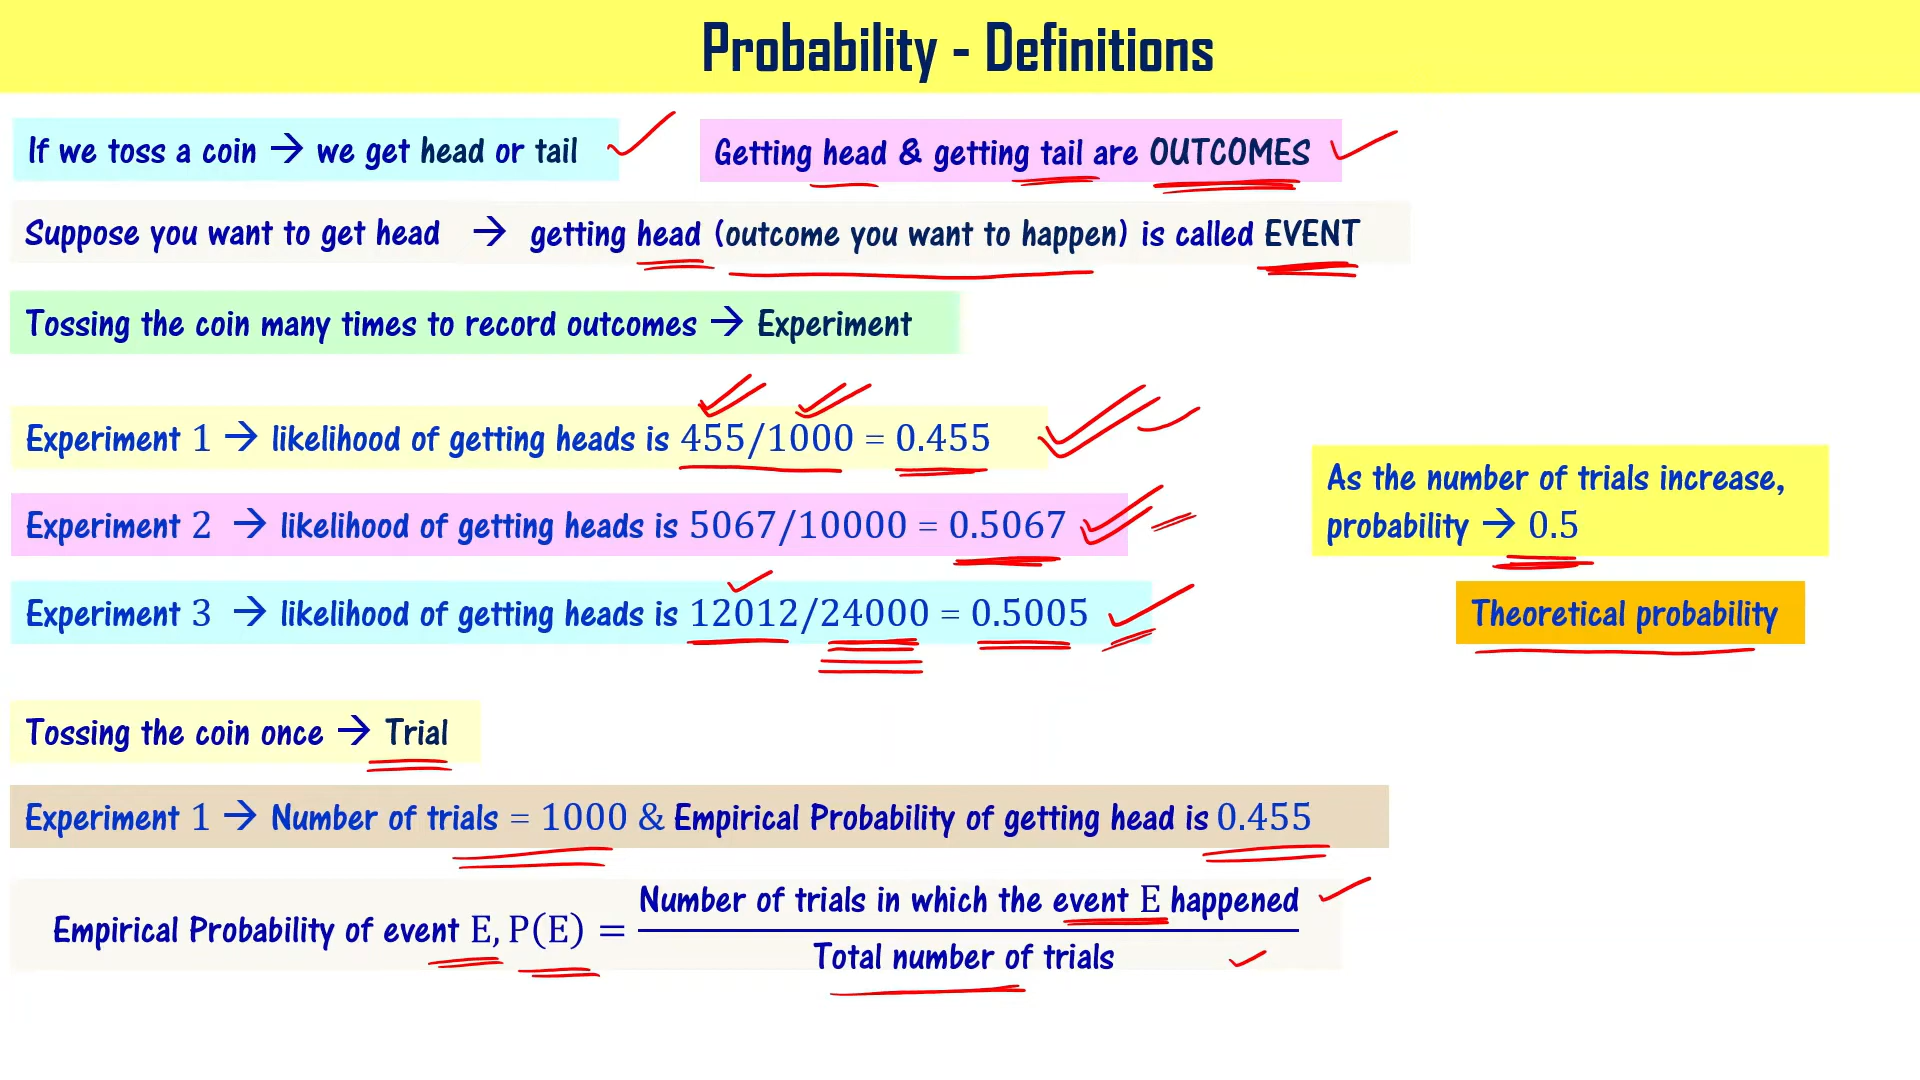 Probability - Definitions
If we toss a coin → we get head or tail
Getting head & getting tail are OUTCOMES
Suppose you want to get head → getting head (outcome you want to happen) is called EVENT
Tossing the coin many times to record outcomes → Experiment
Experiment 1 → likelihood of getting heads is 455/1000 = 0.455
Experiment 2 → likelihood of getting heads is 5067/10000 = 0.5067
Experiment 3 → likelihood of getting heads is 12012/24000 = 0.5005
As the number of trials increase,
probability → 0.5
Theoretical probability
Tossing the coin once → Trial
Experiment 1 → Number of trials = 1000 & Empirical Probability of getting head is 0.455
Empirical Probability of event E, P(E) =
Number of trials in which the event E happened
Total number of trials